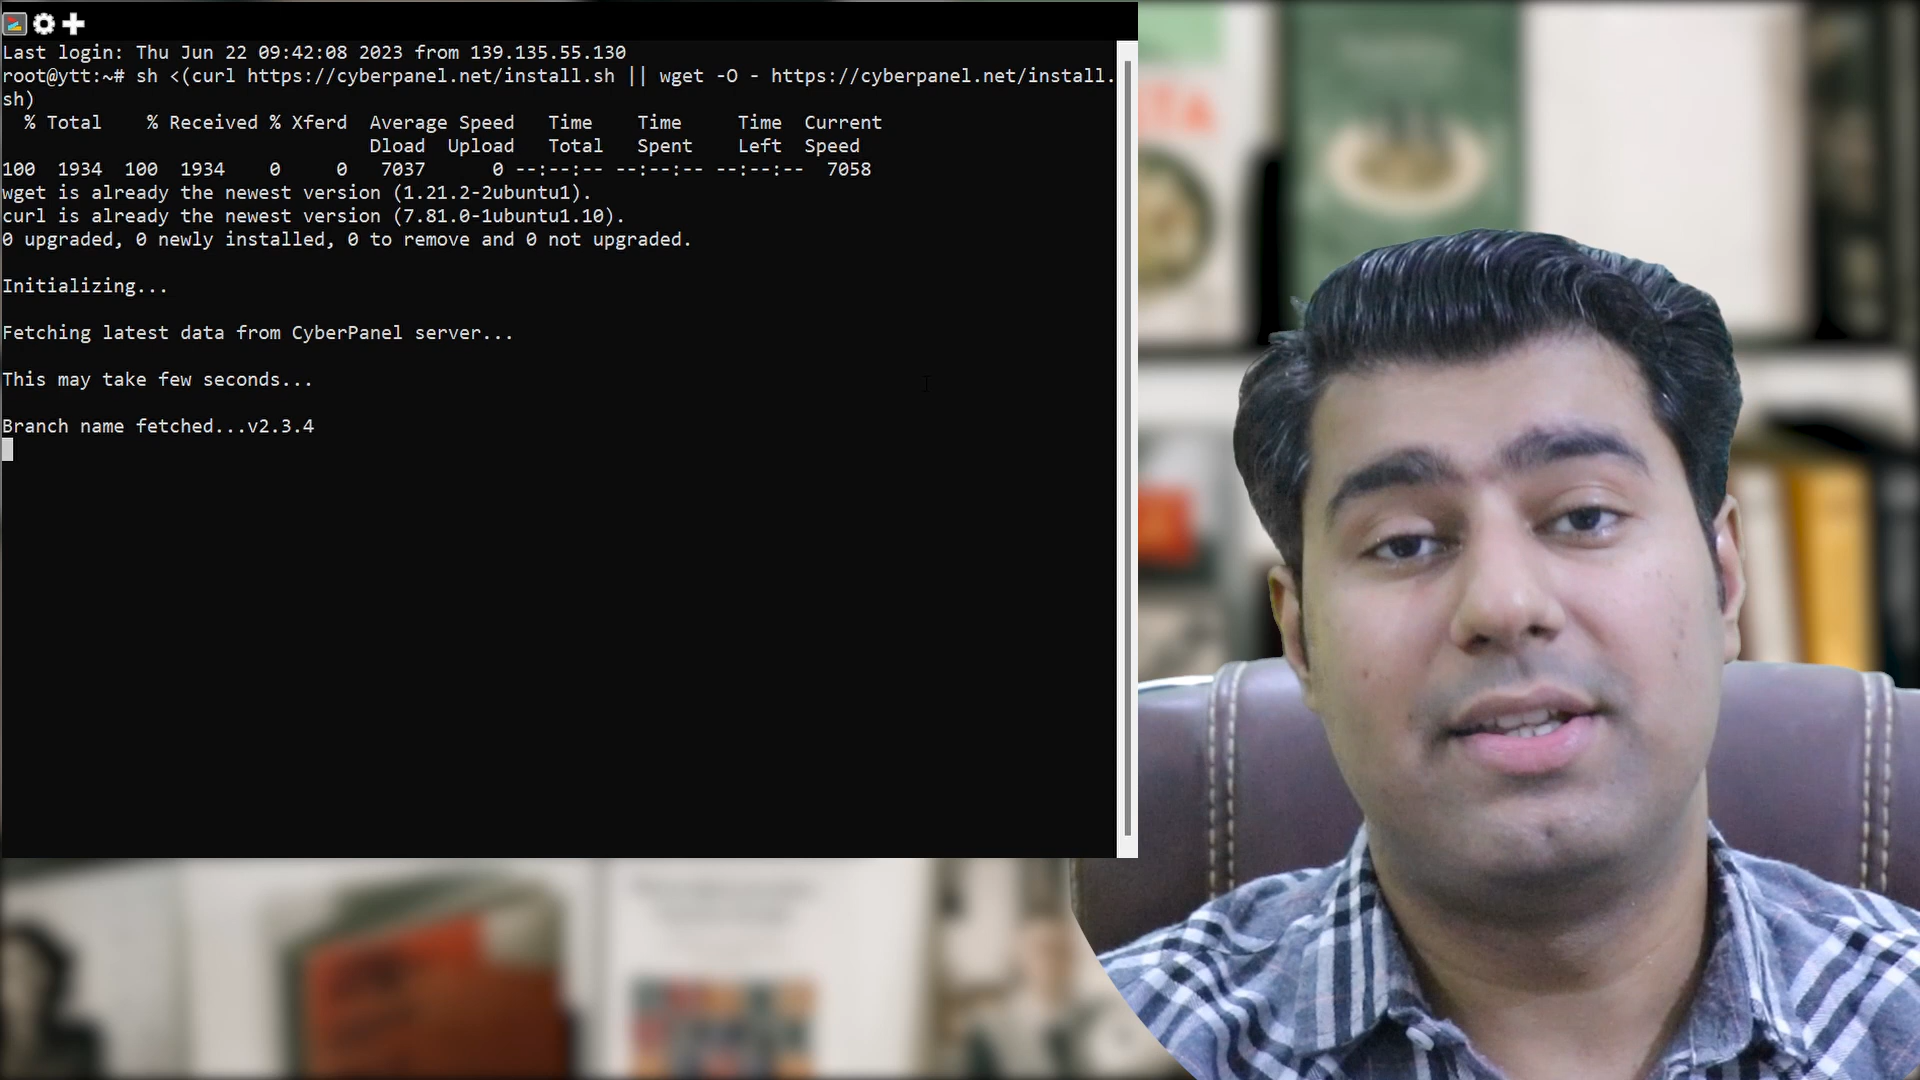 Last login: Thu Jun 22 09:42:08 2023 from 139.135.55.130
root@ytt:~# sh <(curl https://cyberpanel.net/install.sh || wget -O - https://cyberpanel.net/install.
sh)
% Total % Received % Xferd Average Speed Time Time Time Current
Dload Upload Total Spent Left Speed
100 1934 100 1934 0 0 7037 0 --:--:-- --:--:-- --:--:-- 7058
wget is already the newest version (1.21.2-2ubuntu1).
curl is already the newest version (7.81.0-1ubuntu1.10).
0 upgraded, 0 newly installed, 0 to remove and 0 not upgraded.
Initializing...
Fetching latest data from CyberPanel server...
This may take few seconds...
Branch name fetched...v2.3.4